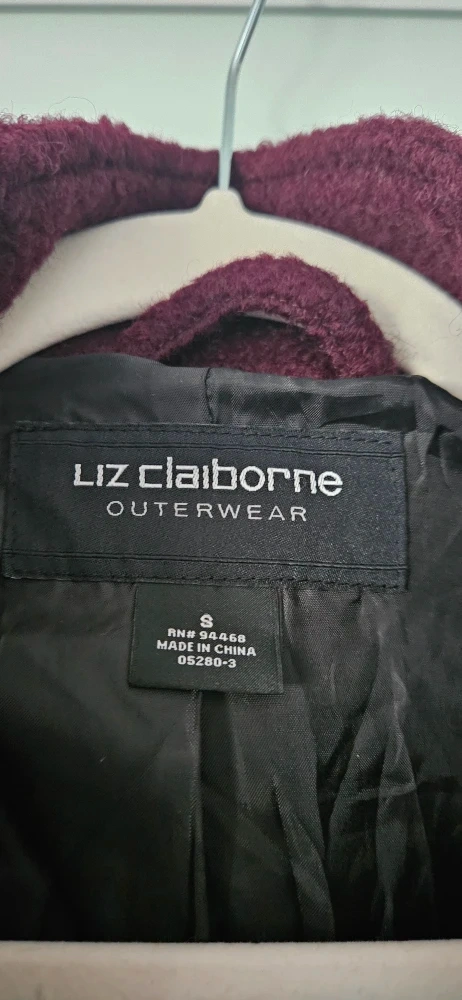 LIZ claiborne
OUTERWEAR
S
RN# 94468
MADE IN CHINA
05280-3